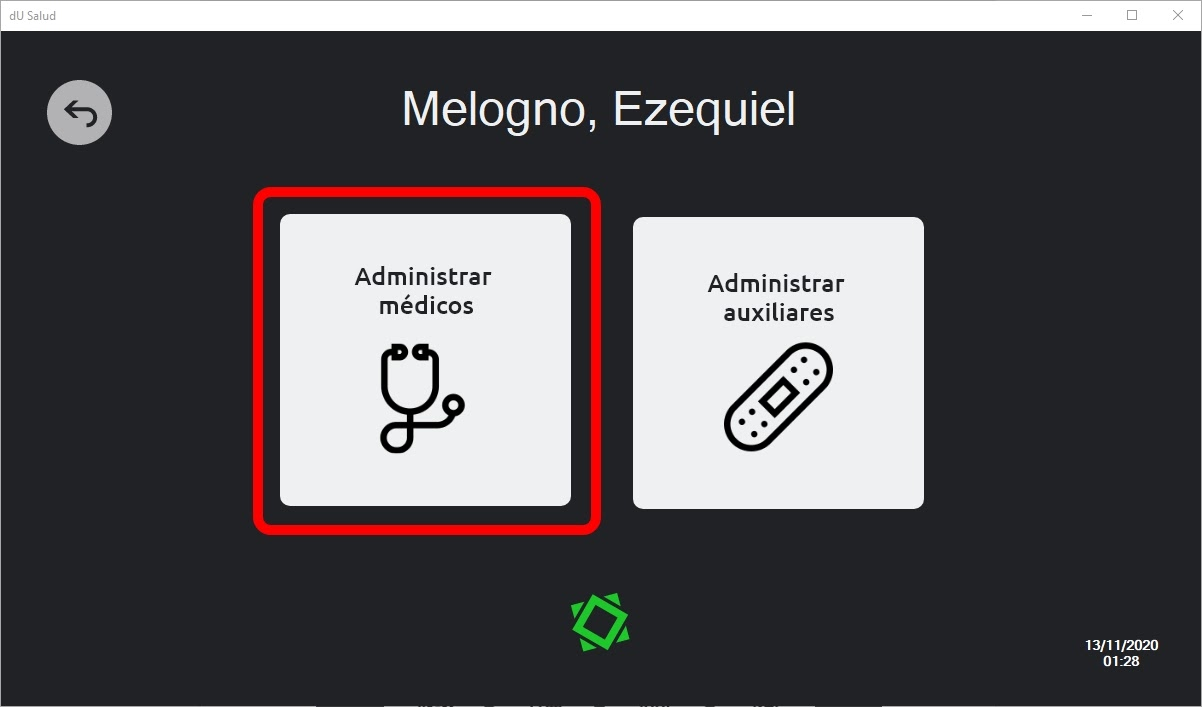 dU Salud
Melogno, Ezequiel
Administrar
médicos
Administrar
auxiliares
13/11/2020
01:28